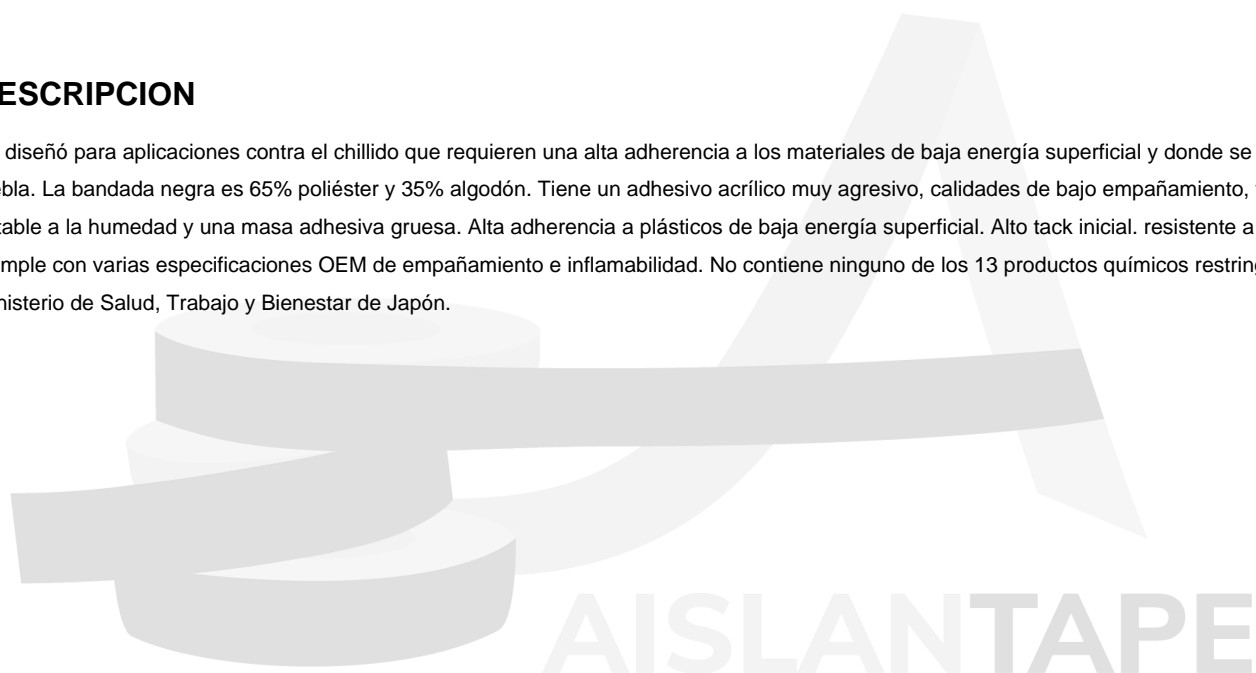 ESCRIPCION
diseñó para aplicaciones contra el chillido que requieren una alta adherencia a los materiales de baja energía superficial y donde se
ebla. La bandada negra es 65% poliéster y 35% algodón. Tiene un adhesivo acrílico muy agresivo, calidades de bajo empañamiento,
table a la humedad y una masa adhesiva gruesa. Alta adherencia a plásticos de baja energía superficial. Alto tack inicial. resistente a
mple con varias especificaciones OEM de empañamiento e inflamabilidad. No contiene ninguno de los 13 productos químicos restring
nisterio de Salud, Trabajo y Bienestar de Japón.
AISLANTAPE